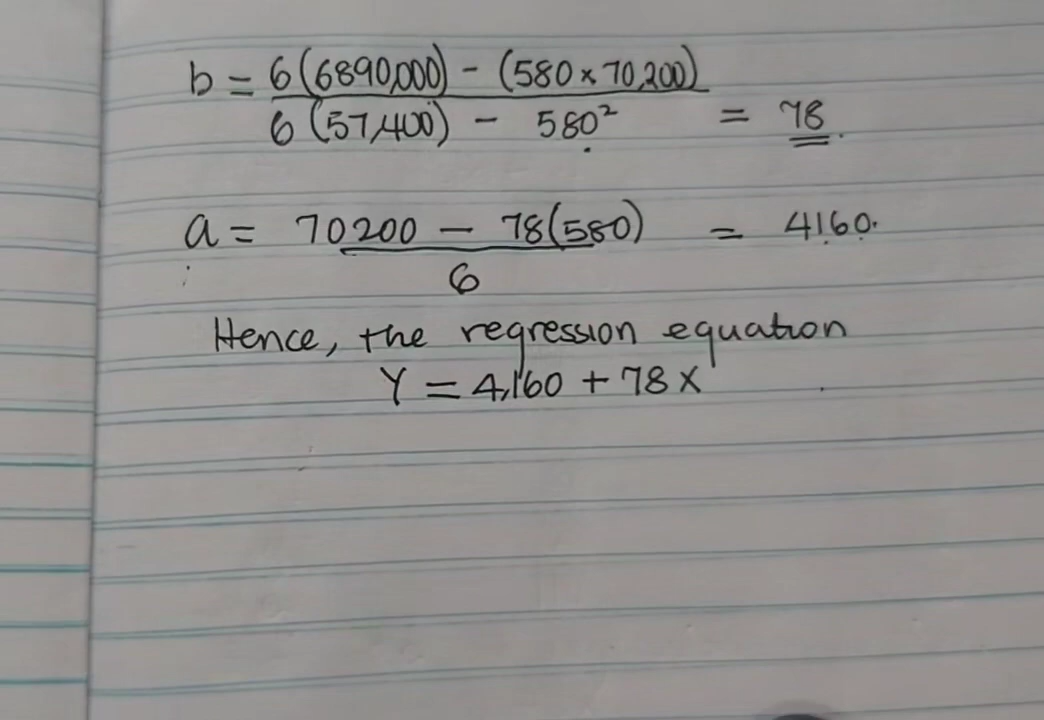 b = 6(6890,000) - (580 x 70,200)
6(57,400) - 580² = 78.
a = 70200 - 78(580) = 4160.
6
Hence, the regression equation
Y = 4,160 + 78X